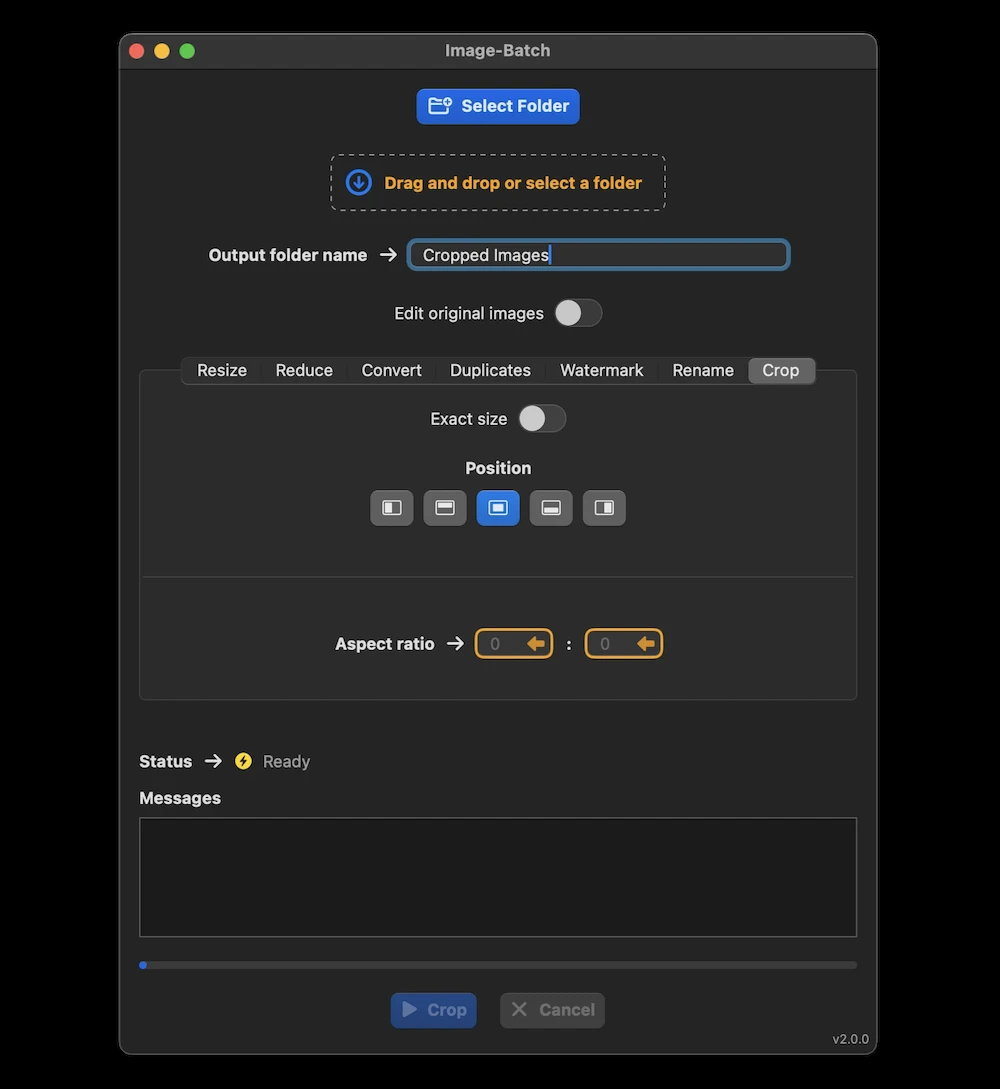 Image-Batch
Select Folder
Drag and drop or select a folder
Output folder name → Cropped Images
Edit original images
Resize Reduce Convert Duplicates Watermark Rename Crop
Exact size
Position
Aspect ratio → 0 : 0
Status → Ready
Messages
Crop Cancel
v2.0.0